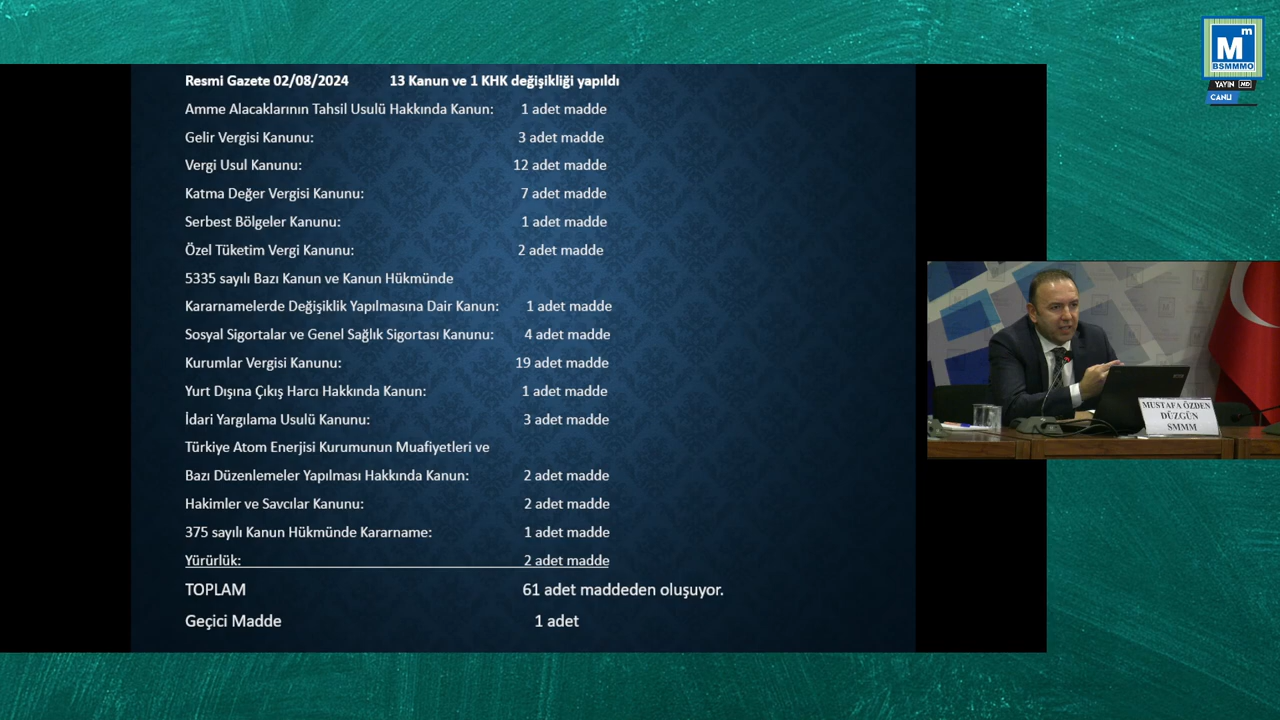 Resmi Gazete 02/08/2024 13 Kanun ve 1 KHK değişikliği yapıldı
Amme Alacaklarının Tahsil Usulü Hakkında Kanun: 1 adet madde
Gelir Vergisi Kanunu: 3 adet madde
Vergi Usul Kanunu: 12 adet madde
Katma Değer Vergisi Kanunu: 7 adet madde
Serbest Bölgeler Kanunu: 1 adet madde
Özel Tüketim Vergi Kanunu: 2 adet madde
5335 sayılı Bazı Kanun ve Kanun Hükmünde
Kararnamelerde Değişiklik Yapılmasına Dair Kanun: 1 adet madde
Sosyal Sigortalar ve Genel Sağlık Sigortası Kanunu: 4 adet madde
Kurumlar Vergisi Kanunu: 19 adet madde
Yurt Dışına Çıkış Harcı Hakkında Kanun: 1 adet madde
İdari Yargılama Usulü Kanunu: 3 adet madde
Türkiye Atom Enerjisi Kurumunun Muafiyetleri ve
Bazı Düzenlemeler Yapılması Hakkında Kanun: 2 adet madde
Hakimler ve Savcılar Kanunu: 2 adet madde
375 sayılı Kanun Hükmünde Kararname: 1 adet madde
Yürürlük: 2 adet madde
TOPLAM 61 adet maddeden oluşuyor.
Geçici Madde 1 adet
Mm
BSMMMO
YAYIN HD
CANLI
MUSTAFA ÖZDEN
DÜZGÜN
SMMM